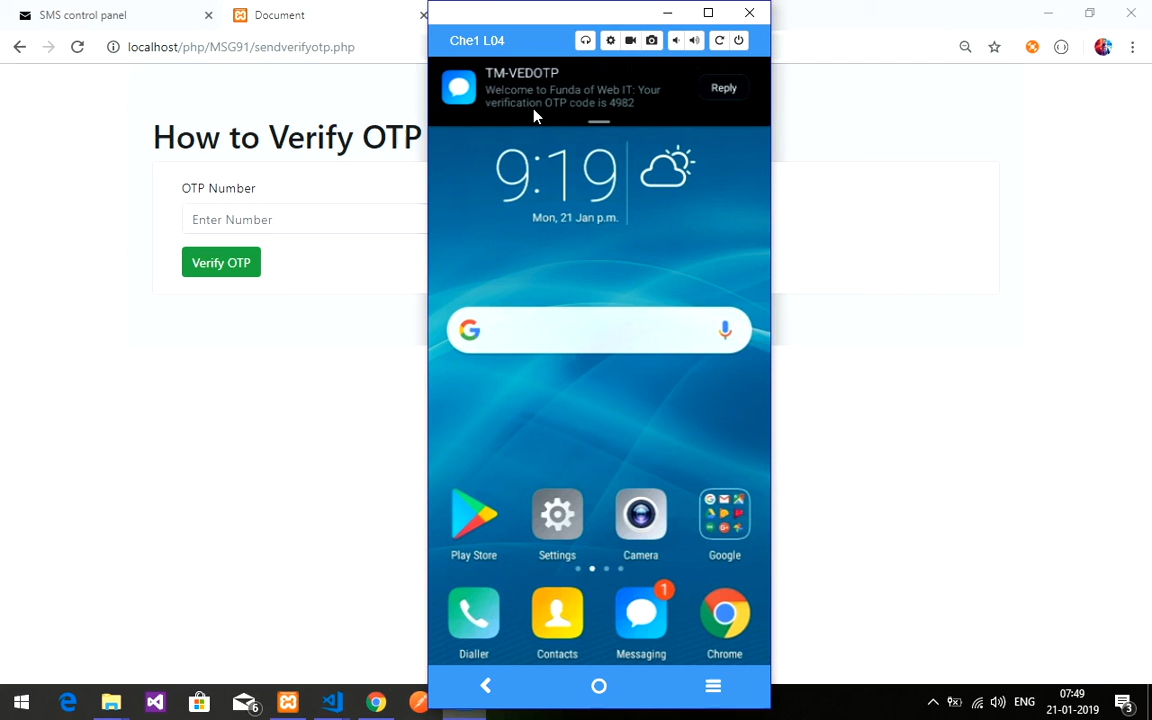 SMS control panel
Document
localhost/php/MSG91/sendverifyotp.php
How to Verify OTP
OTP Number
Enter Number
Verify OTP
Che1 L04
TM-VEDOTP
Welcome to Funda of Web IT: Your
verification OTP code is 4982
Reply
9:19
Mon, 21 Jan p.m.
Play Store
Settings
Camera
Google
1
Dialler
Contacts
Messaging
Chrome
6
ENG
07:49
21-01-2019
3